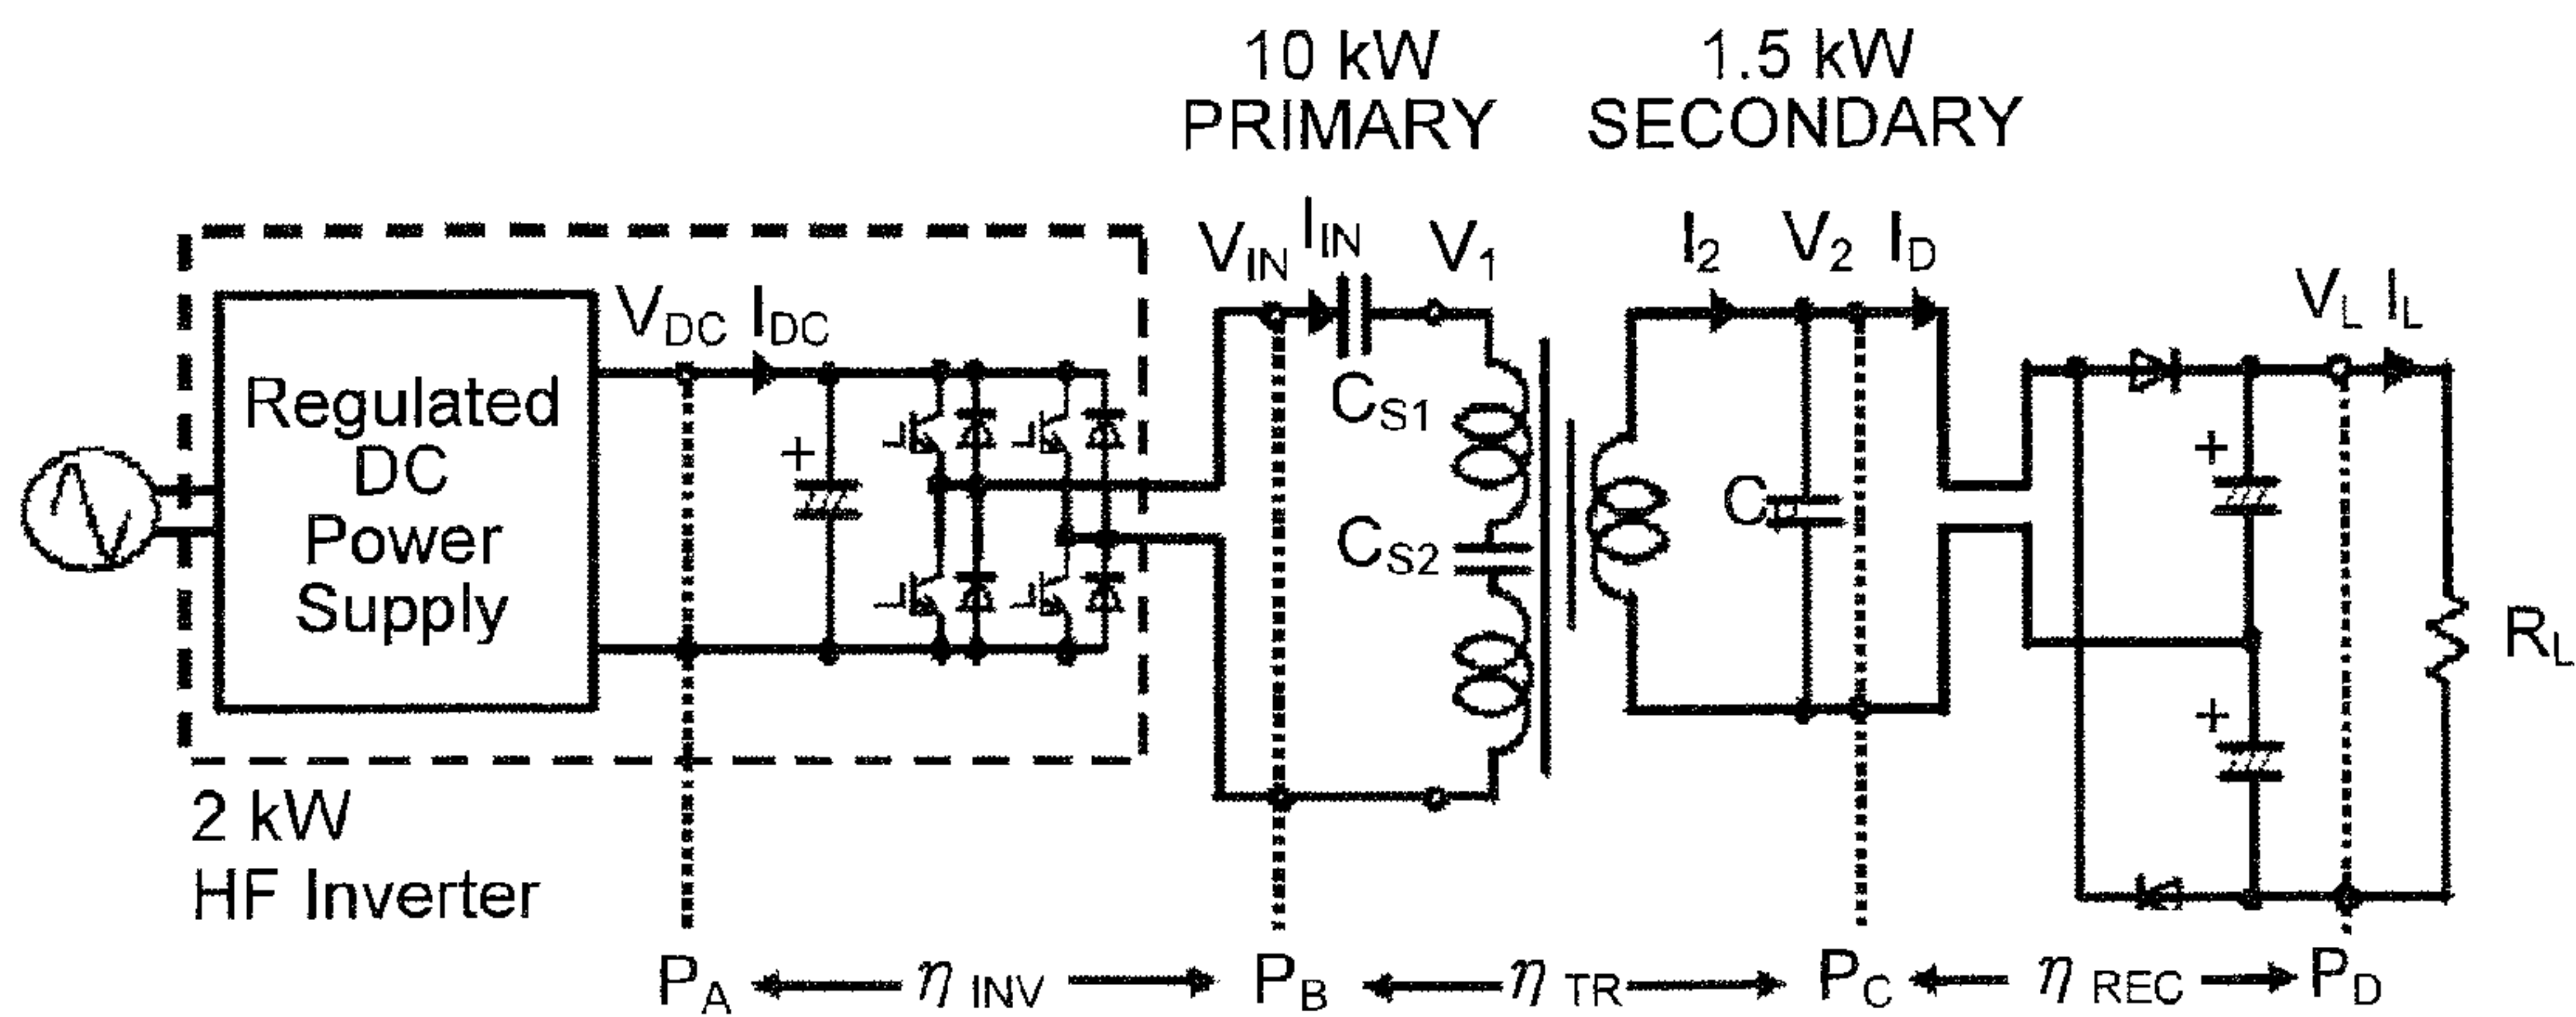 10 kW
PRIMARY
1.5 kW
SECONDARY
V_DC I_DC
V_IN I_IN V_1
I_2 V_2 I_D
V_L I_L
Regulated
DC
Power
Supply
+
C_S1
C_S2
+
+
R_L
2 kW
HF Inverter
P_A η INV P_B η TR P_C η REC P_D